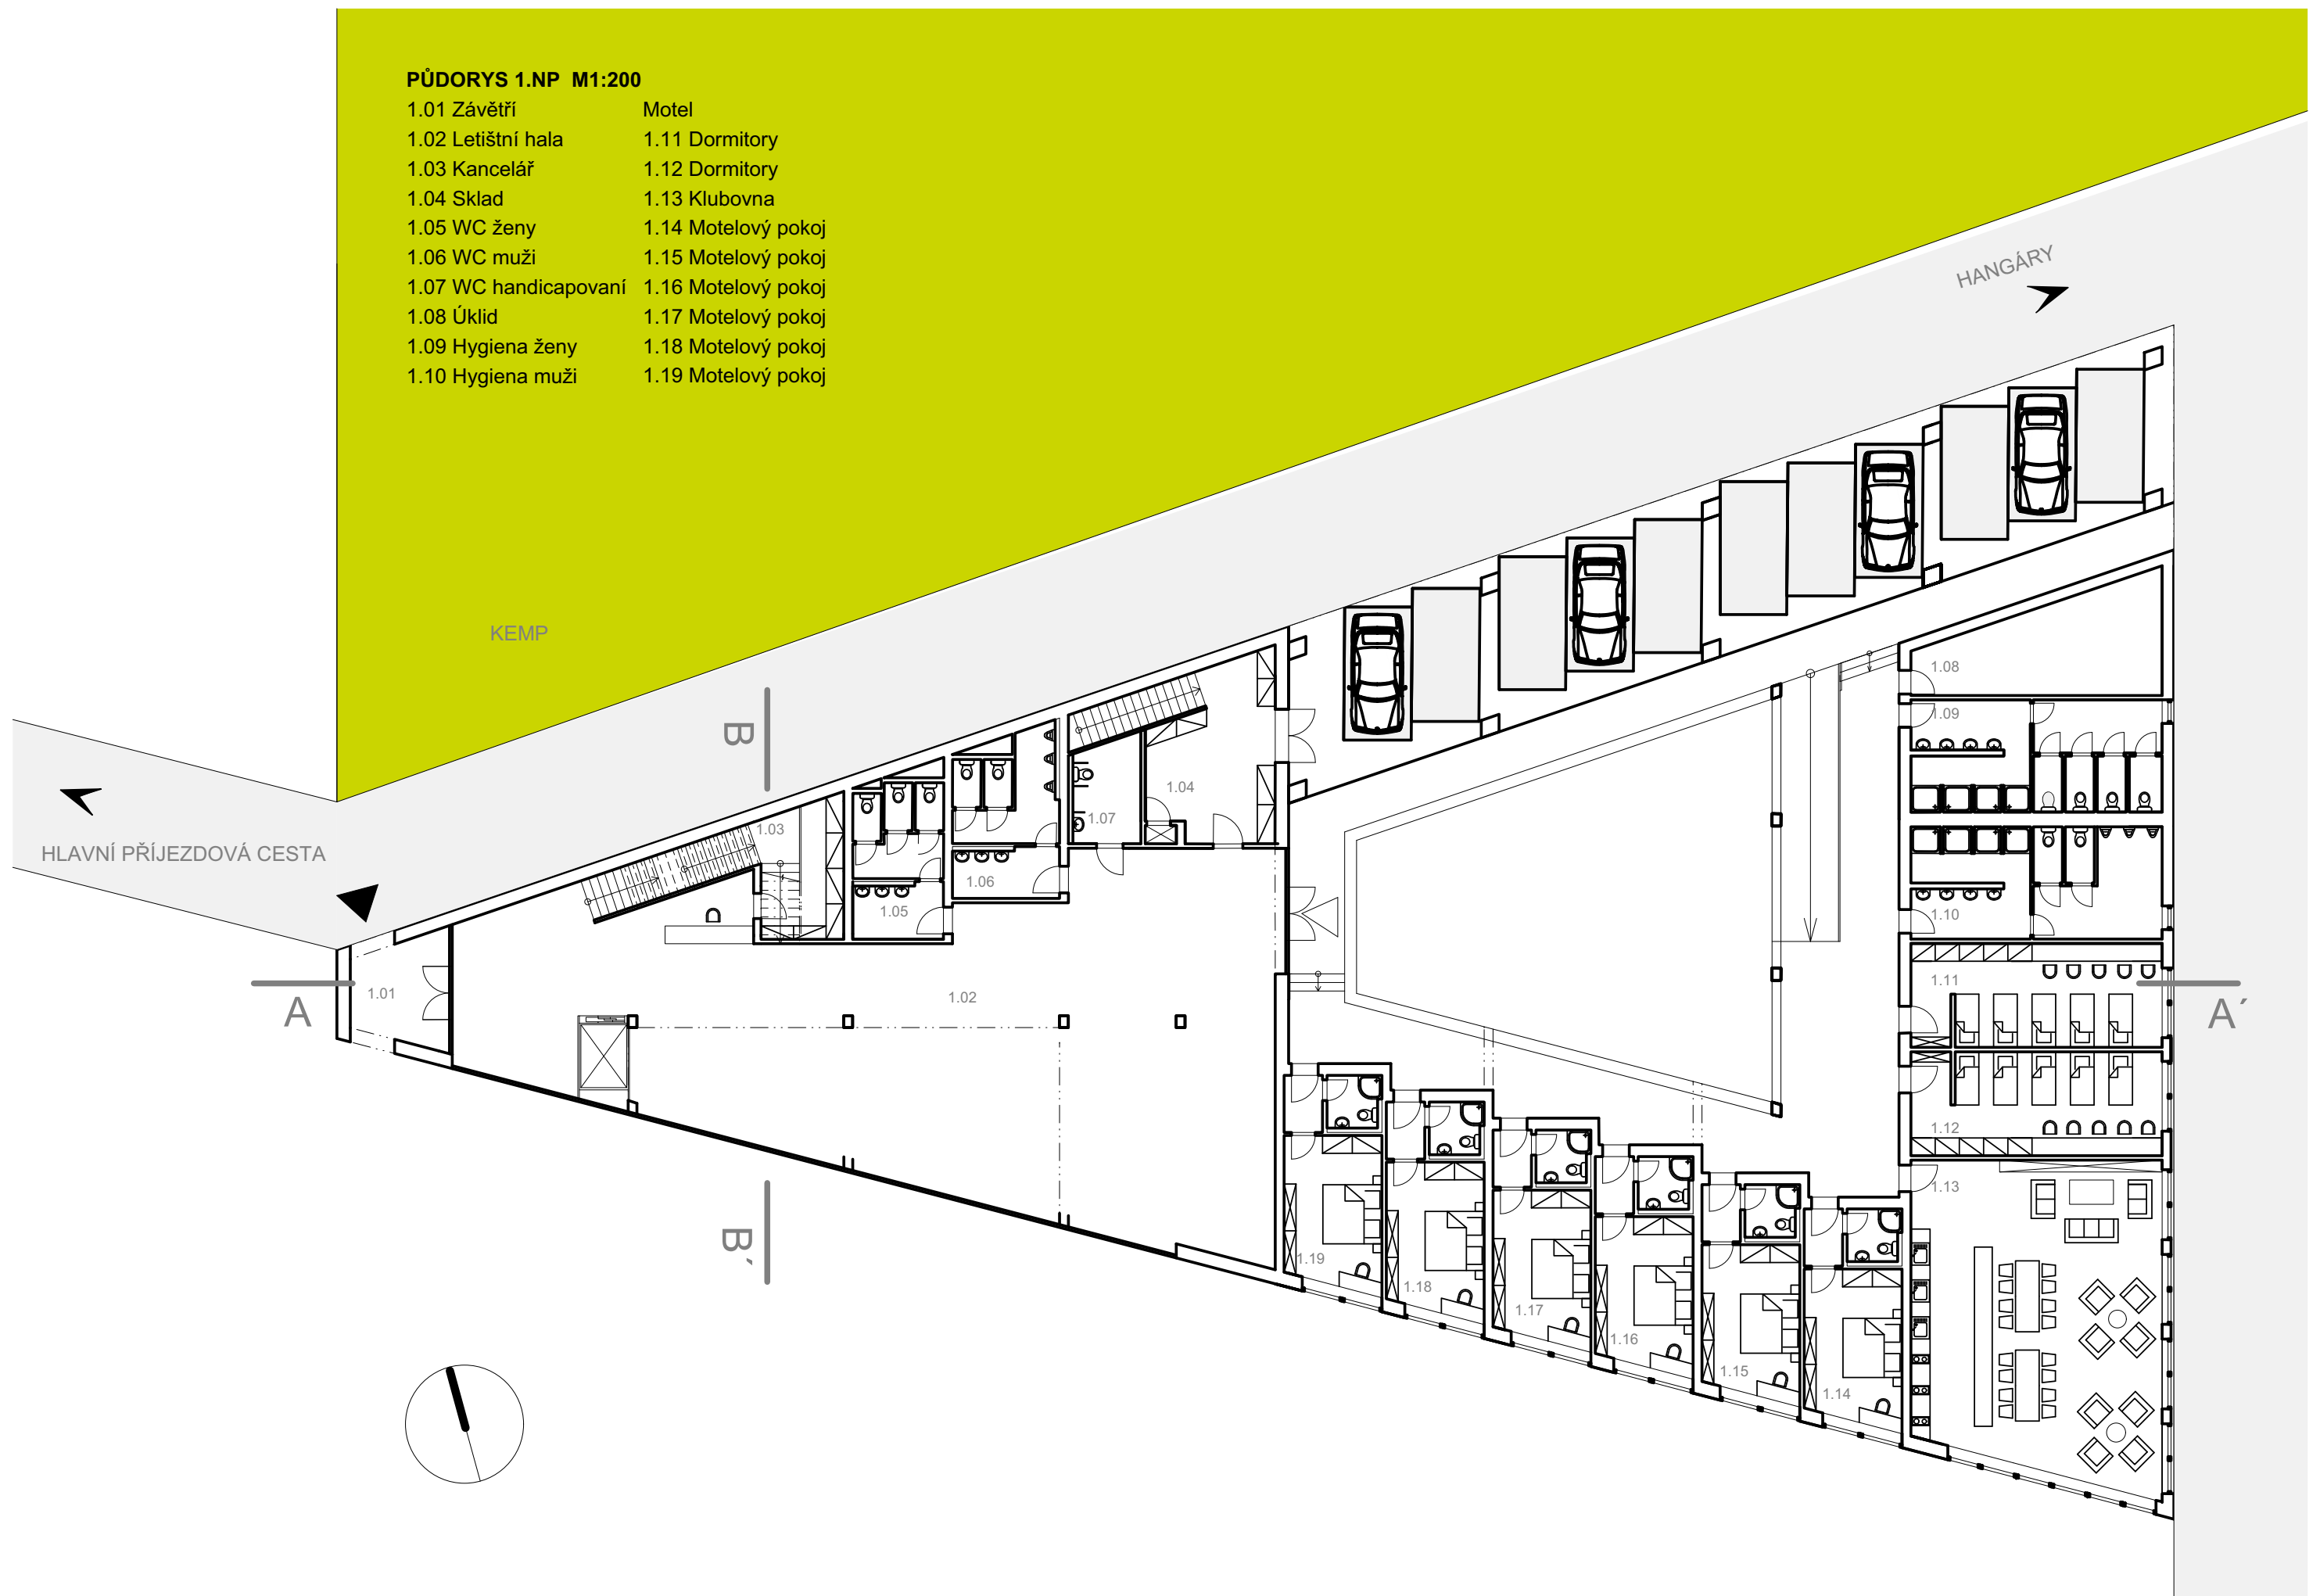 PŮDORYS 1.NP M1:200
1.01 Závětří
1.02 Letištní hala
1.03 Kancelář
1.04 Sklad
1.05 WC ženy
1.06 WC muži
1.07 WC handicapovaní
1.08 Úklid
1.09 Hygiena ženy
1.10 Hygiena muži
Motel
1.11 Dormitory
1.12 Dormitory
1.13 Klubovna
1.14 Motelový pokoj
1.15 Motelový pokoj
1.16 Motelový pokoj
1.17 Motelový pokoj
1.18 Motelový pokoj
1.19 Motelový pokoj
HANGÁRY
KEMP
HLAVNÍ PŘÍJEZDOVÁ CESTA
B
1.08
1.09
1.04
1.07
1.03
1.06
1.05
1.10
1.11
A
1.01
1.02
A´
1.12
1.13
B´
1.19
1.18
1.17
1.16
1.15
1.14